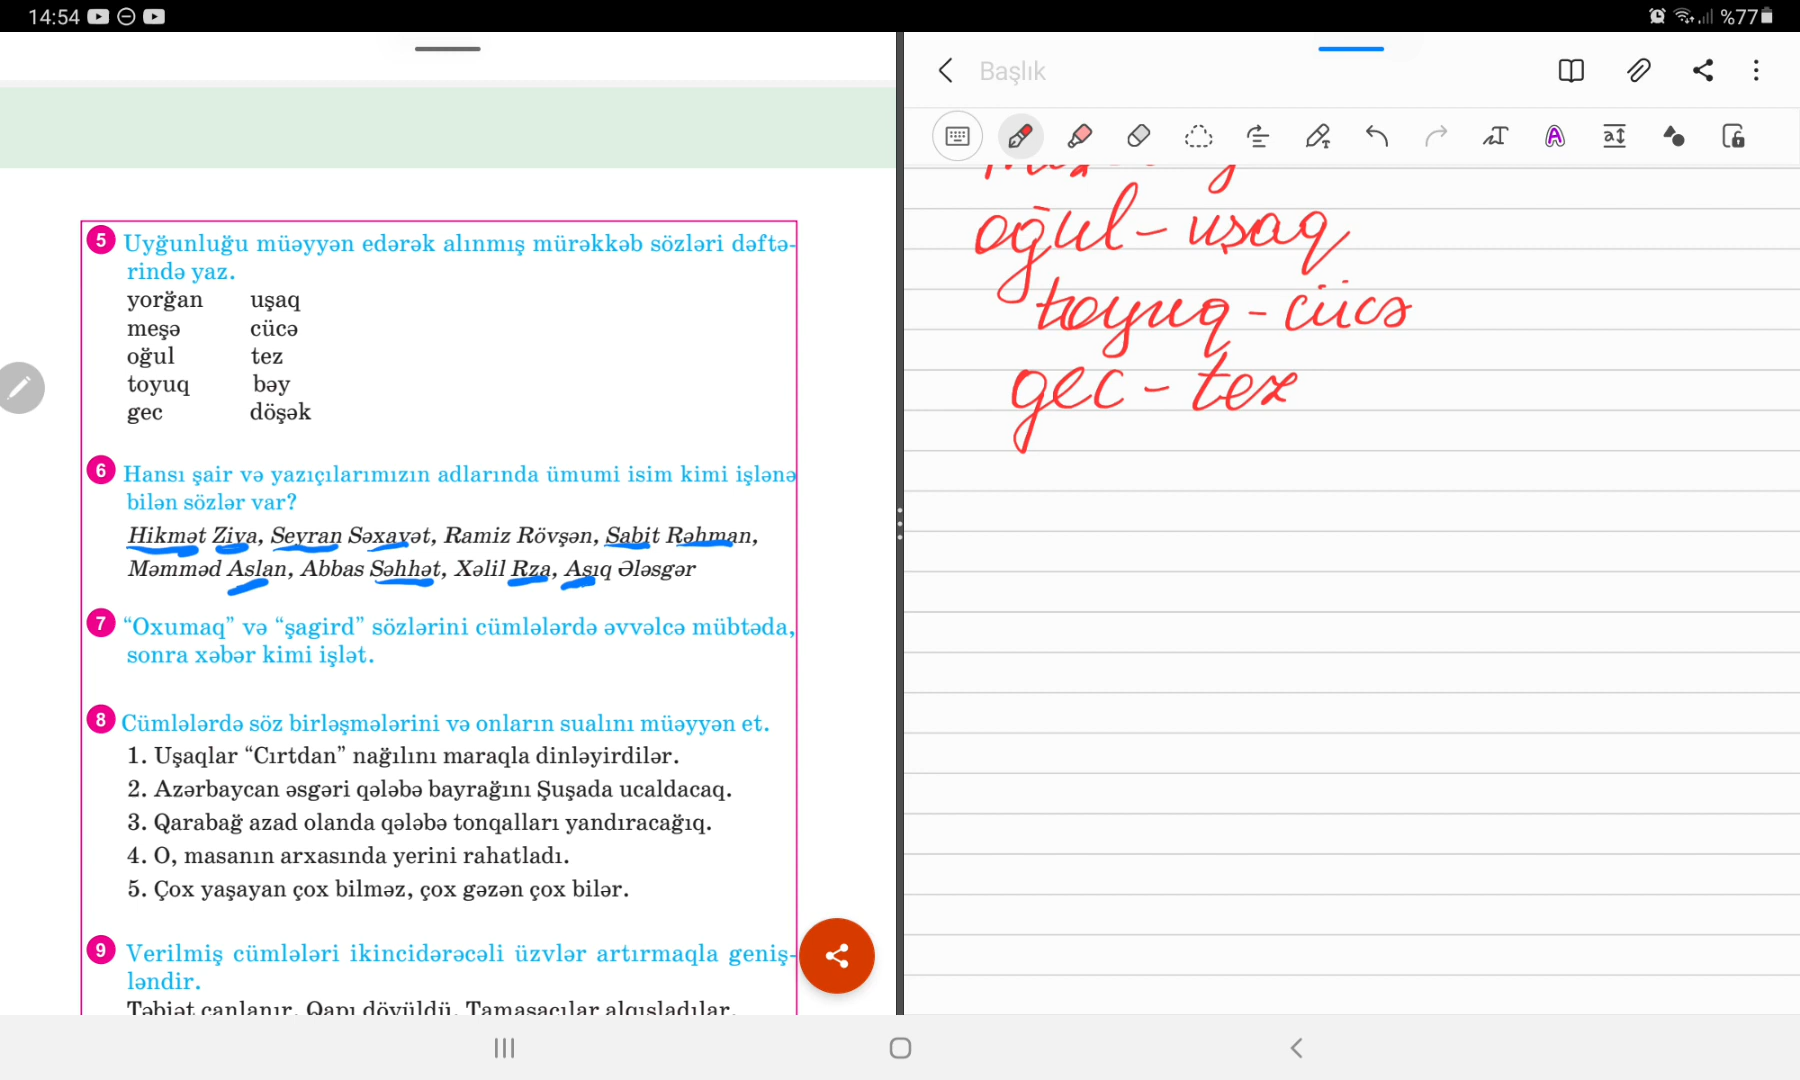 14:54 %77
Başlık
5 Uyğunluğu müəyyən edərək alınmış mürəkkəb sözləri dəftə-
rində yaz.
yorğan uşaq
meşə cücə
oğul tez
toyuq bəy
gec döşək
6 Hansı şair və yazıçılarımızın adlarında ümumi isim kimi işlənə
bilən sözlər var?
Hikmət Ziya, Seyran Səxavət, Ramiz Rövşən, Sabit Rəhman,
Məmməd Aslan, Abbas Səhhət, Xəlil Rza, Aşıq Ələsgər
7 “Oxumaq” və “şagird” sözlərini cümlələrdə əvvəlcə mübtəda,
sonra xəbər kimi işlət.
8 Cümlələrdə söz birləşmələrini və onların sualını müəyyən et.
1. Uşaqlar “Cırtdan” nağılını maraqla dinləyirdilər.
2. Azərbaycan əsgəri qələbə bayrağını Şuşada ucaldacaq.
3. Qarabağ azad olanda qələbə tonqalları yandıracağıq.
4. O, masanın arxasında yerini rahatladı.
5. Çox yaşayan çox bilməz, çox gəzən çox bilər.
9 Verilmiş cümlələri ikincidərəcəli üzvlər artırmaqla geniş-
ləndir.
Təbiət canlanır. Qapı döyüldü. Tamaşaçılar alqışladılar.
oğul - uşaq
toyuq - cücə
gec - tez